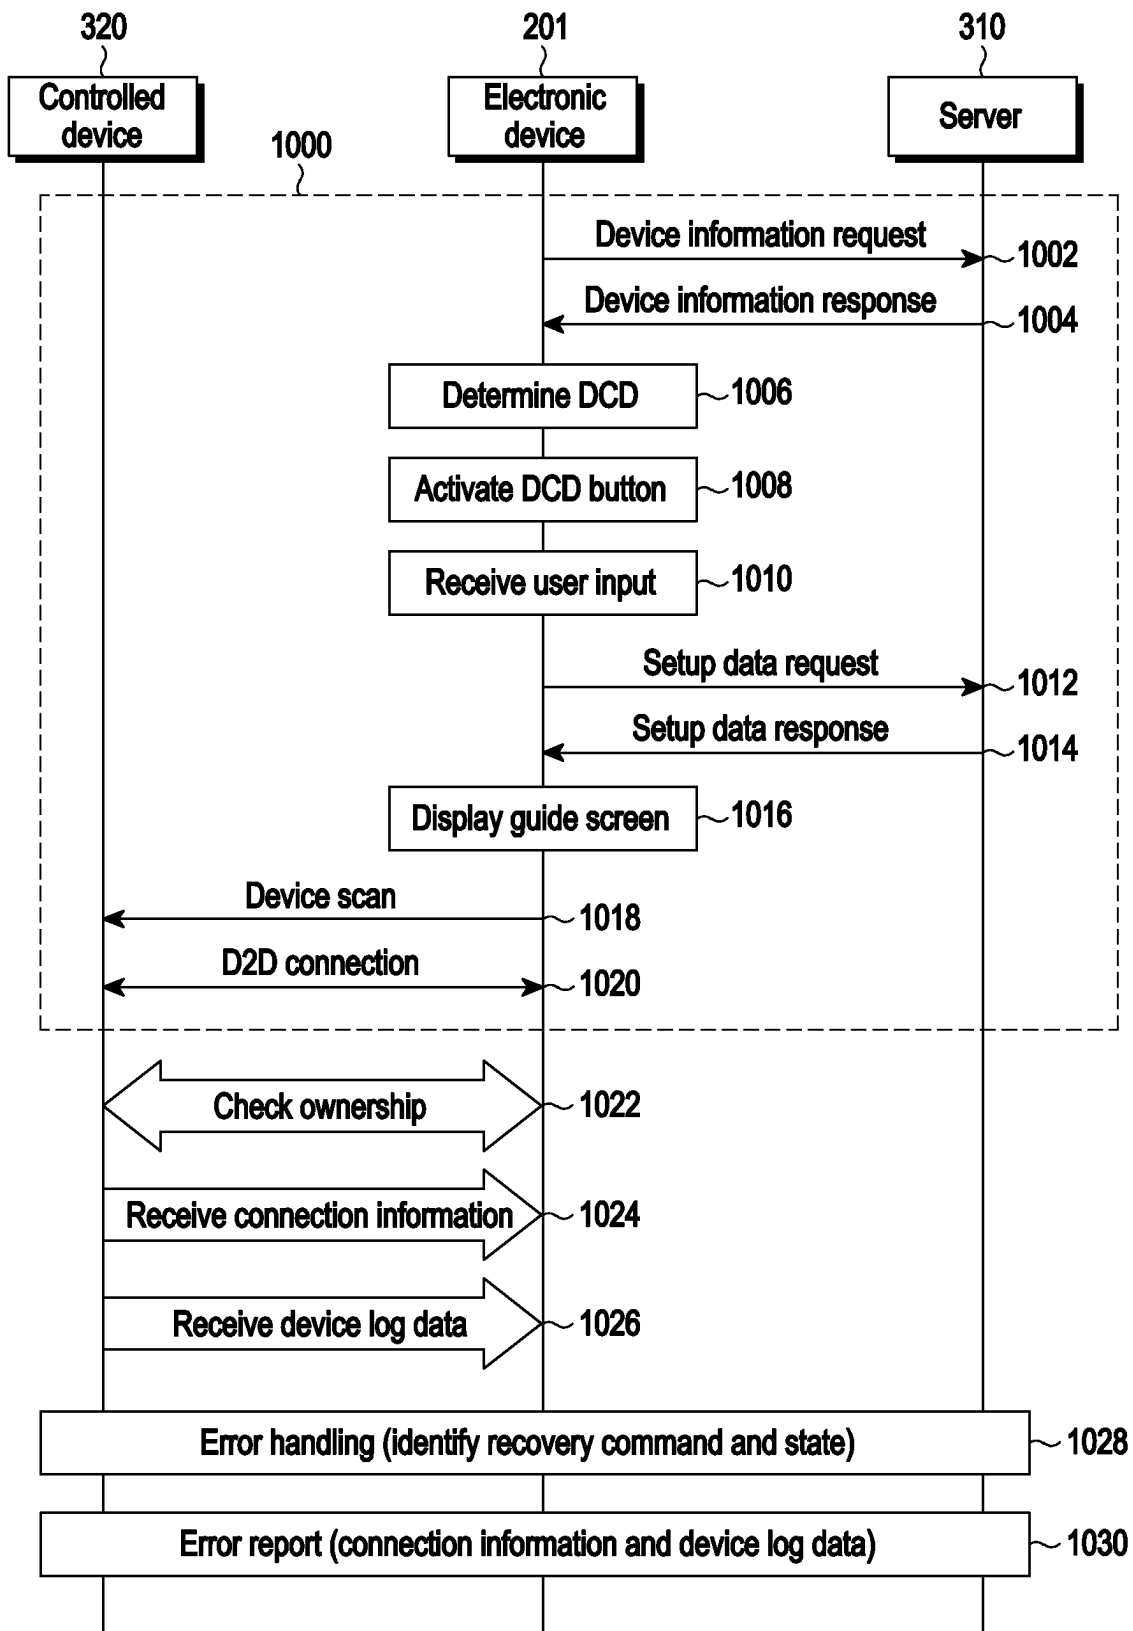 320
201
310
Controlled
device
Electronic
device
Server
1000
Device information request
1002
Device information response
1004
Determine DCD
1006
Activate DCD button
1008
Receive user input
1010
Setup data request
1012
Setup data response
1014
Display guide screen
1016
Device scan
1018
D2D connection
1020
Check ownership
1022
Receive connection information
1024
Receive device log data
1026
Error handling (identify recovery command and state)
1028
Error report (connection information and device log data)
1030